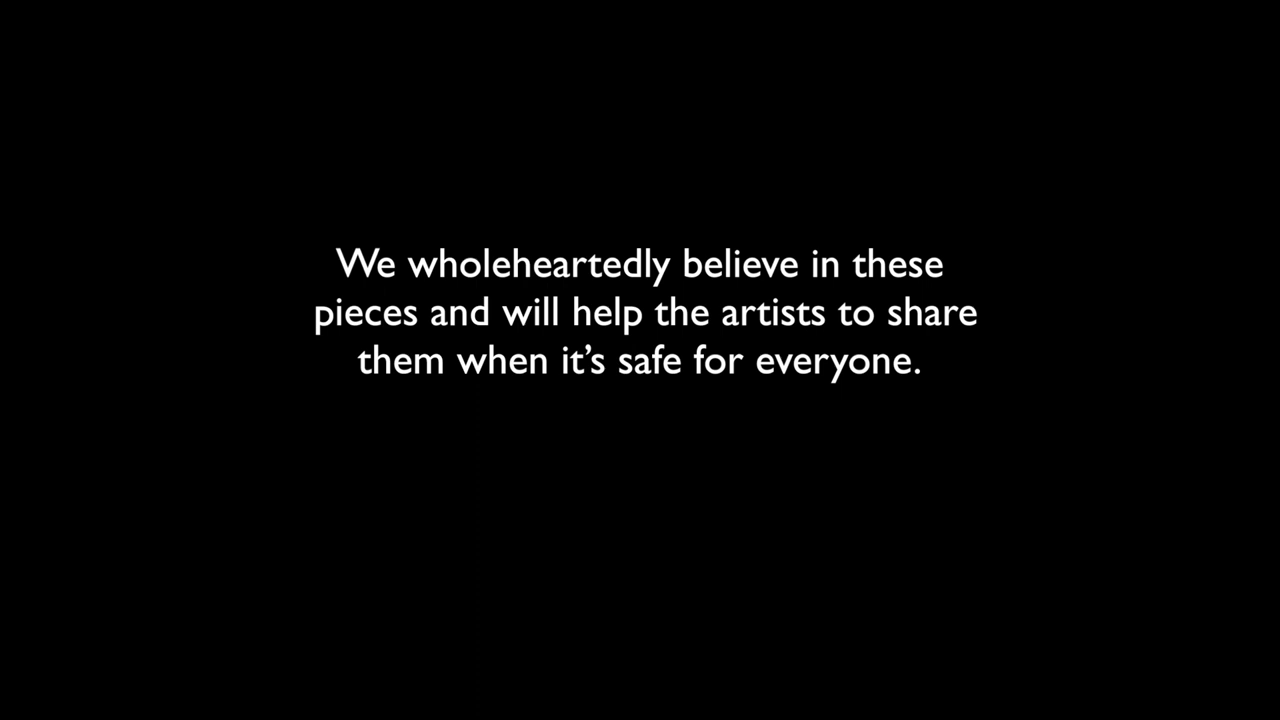 We wholeheartedly believe in these
pieces and will help the artists to share
them when it’s safe for everyone.